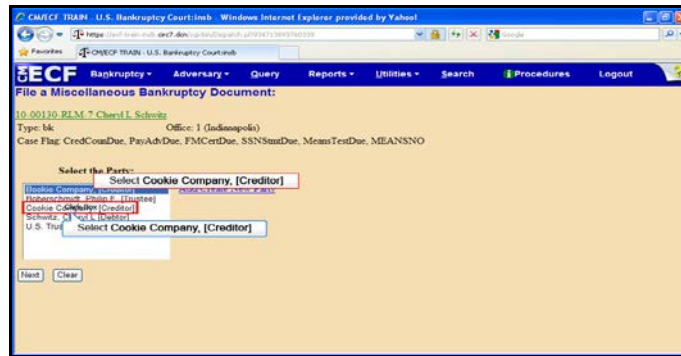 CM/ECF TRAIN - U.S. Bankruptcy Court:insb - Windows Internet Explorer provided by Yahoo!
Google
Favorites CM/ECF TRAIN - U.S. Bankruptcy Court:insb
ECF Bankruptcy Adversary Query Reports Utilities Search Procedures Logout
File a Miscellaneous Bankruptcy Document:
10-00130-RLM-7 Cheryl L Schwitz
Type: bk Office: 1 (Indianapolis)
Case Flag: CredCounDue, PayAdvDue, FMCertDue, SSNStmtDue, MeansTestDue, MEANSNO
Select the Party:
Select Cookie Company, [Creditor]
Bookie Company, [Creditor]
[Trustee]
Cookie Company [Creditor]
Schwitz, Cheryl L [Debtor]
U.S. Trus
Select Cookie Company, [Creditor]
Next Clear